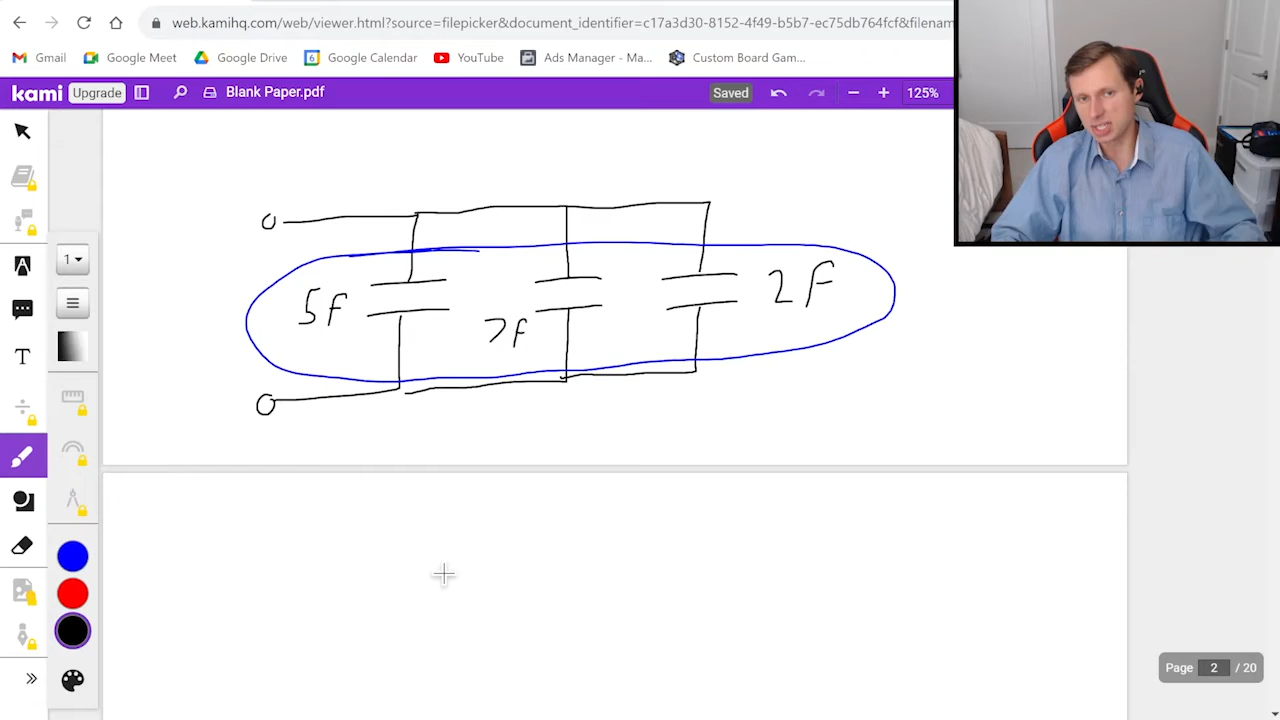 web.kamihq.com/web/viewer.html?source=filepicker&document_identifier=c17a3d30-8152-4f49-b5b7-ec75db764fcf&filenam
Gmail Google Meet Google Drive 6 Google Calendar YouTube Ads Manager - Ma... Custom Board Gam...
kami Upgrade Blank Paper.pdf Saved 125%
1
T
5f 7f 2F
Page 2 / 20